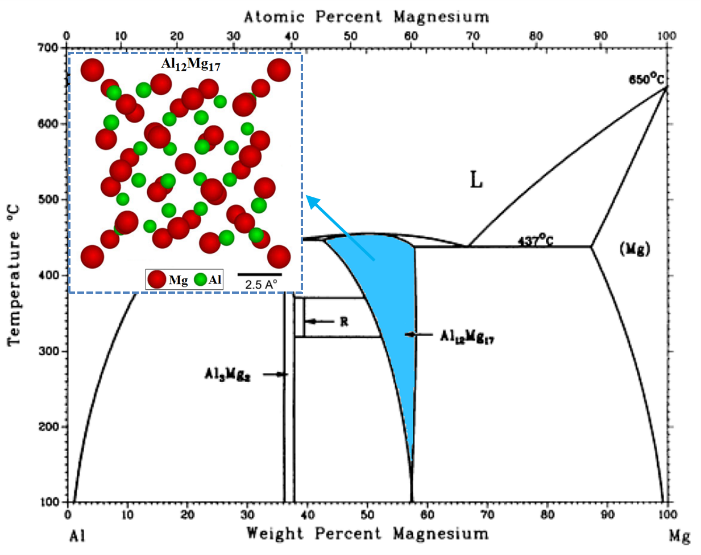 Atomic Percent Magnesium
0 10 20 30 40 50 60 70 80 90 100
700
600
400
300
200
100
Temperature °C
Al₁₂Mg₁₇
Mg Al 2.5 A°
650°C
L
437°C
(Mg)
R
Al₁₂Mg₁₇
Al₃Mg₂
0 10 20 30 40 50 60 70 80 90 100
Al Weight Percent Magnesium Mg